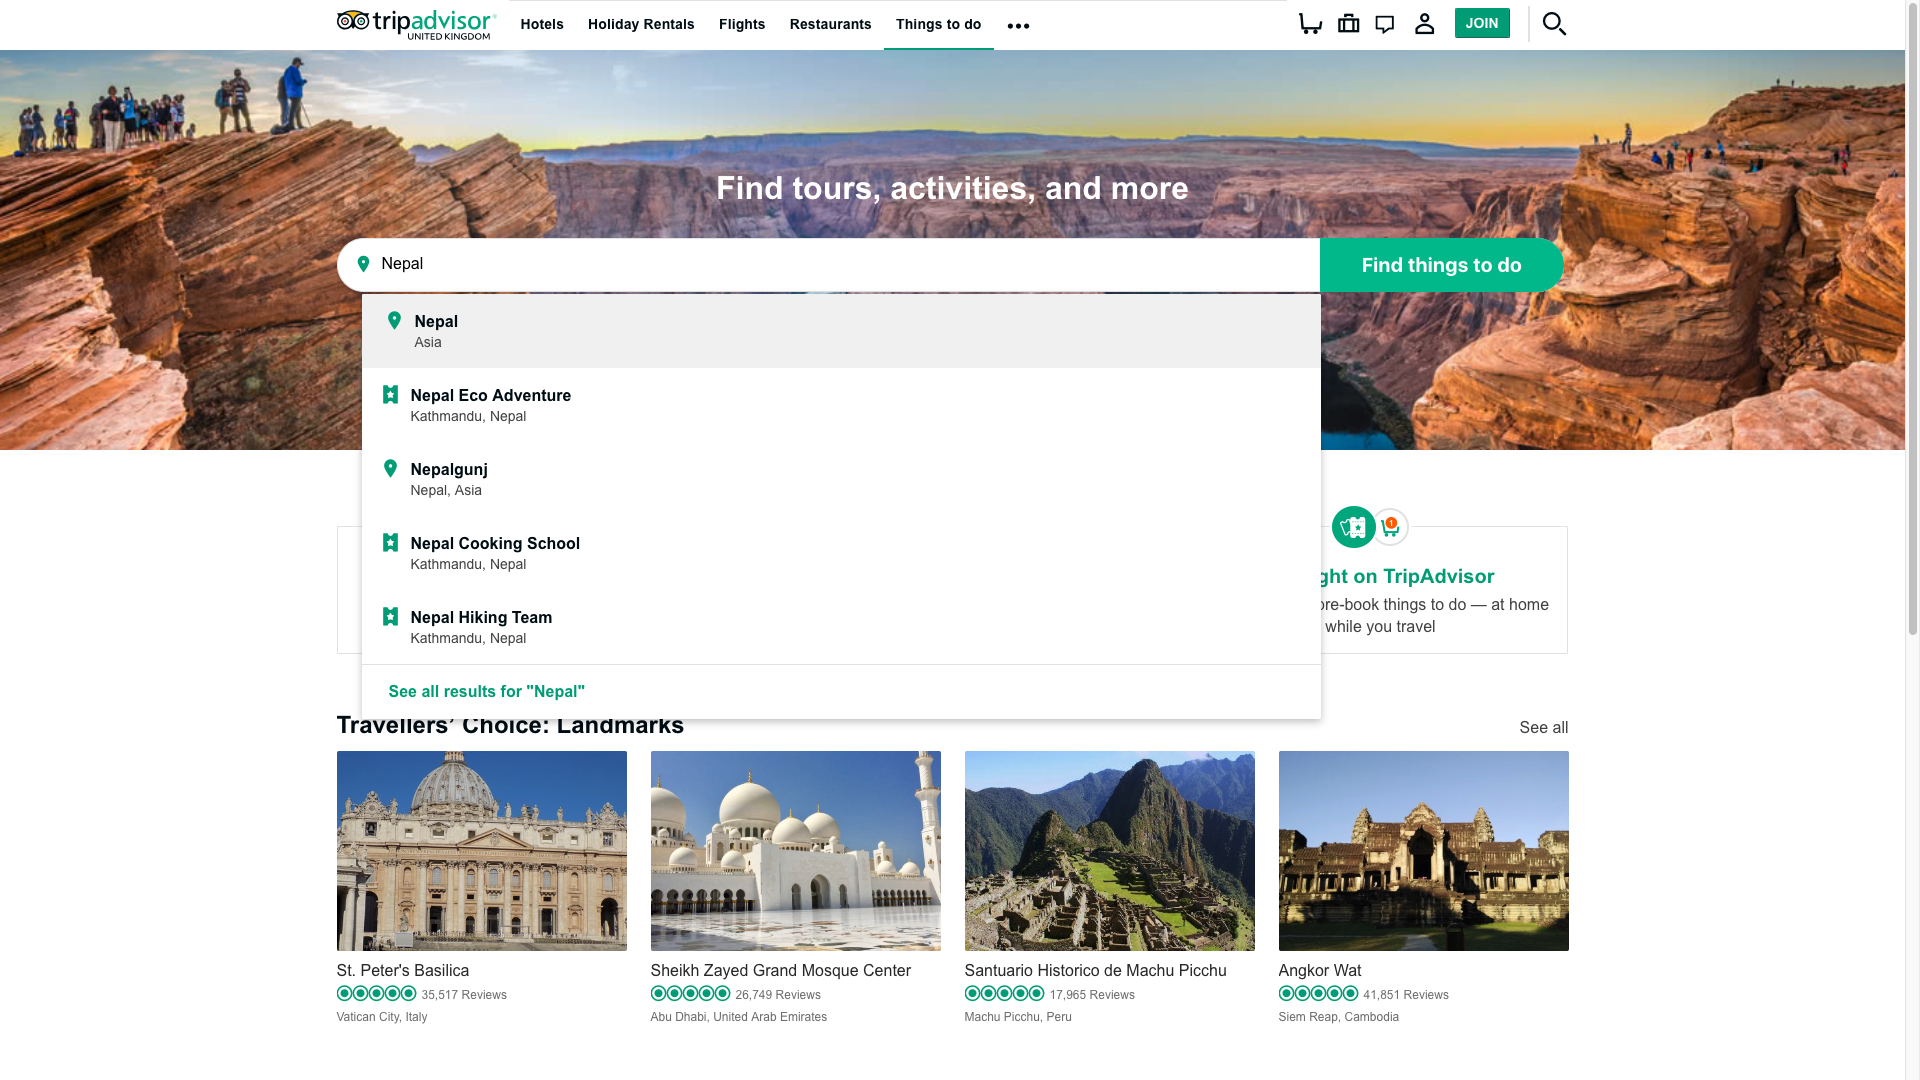 tripadvisor
UNITED KINGDOM
Hotels
Holiday Rentals
Flights
Restaurants
Things to do
JOIN
Find tours, activities, and more
Nepal
Find things to do
Nepal
Asia
Nepal Eco Adventure
Kathmandu, Nepal
Nepalgunj
Nepal, Asia
Nepal Cooking School
Kathmandu, Nepal
Nepal Hiking Team
Kathmandu, Nepal
See all results for "Nepal"
1
ght on TripAdvisor
ore-book things to do — at home
while you travel
Travellers’ Choice: Landmarks
See all
St. Peter's Basilica
35,517 Reviews
Vatican City, Italy
Sheikh Zayed Grand Mosque Center
26,749 Reviews
Abu Dhabi, United Arab Emirates
Santuario Historico de Machu Picchu
17,965 Reviews
Machu Picchu, Peru
Angkor Wat
41,851 Reviews
Siem Reap, Cambodia